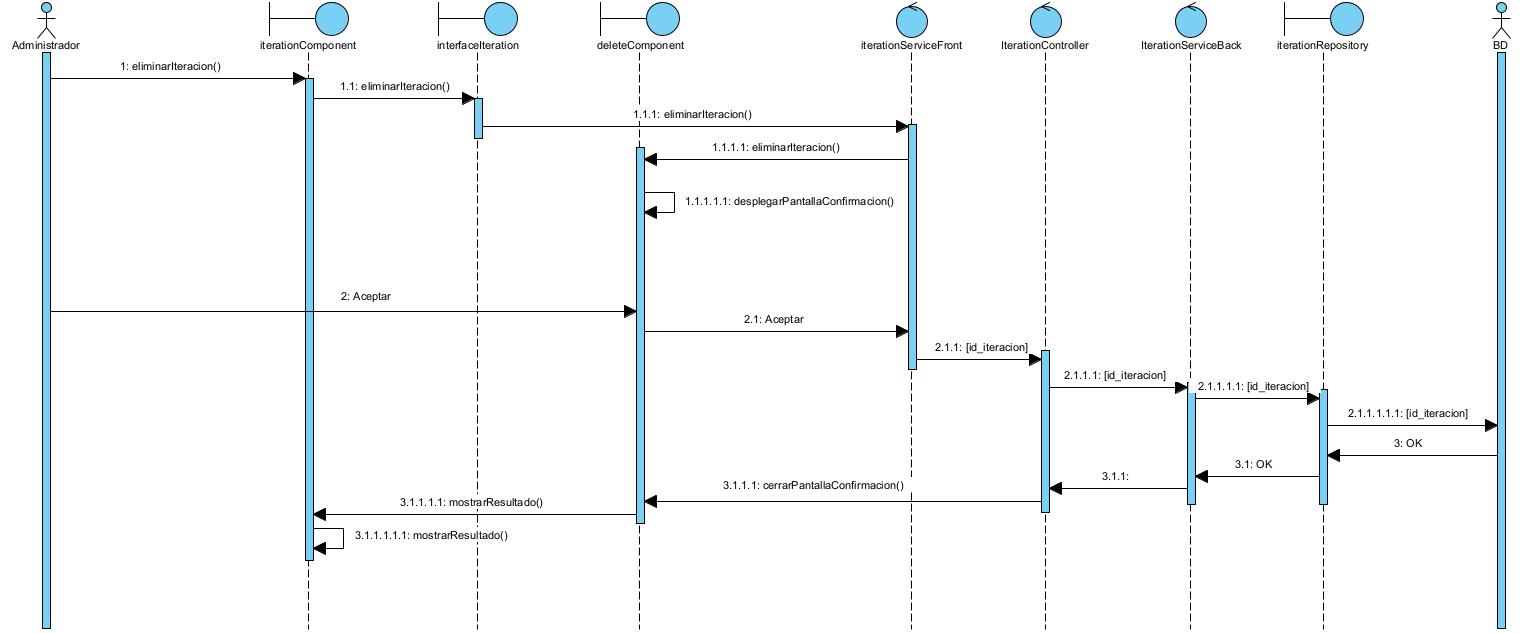 Administrador
iterationComponent
interfaceIteration
deleteComponent
iterationServiceFront
IterationController
IterationServiceBack
iterationRepository
BD
1: eliminarIteracion()
1.1: eliminarIteracion()
1.1.1: eliminarIteracion()
1.1.1.1: eliminarIteracion()
1.1.1.1.1: desplegarPantallaConfirmacion()
2: Aceptar
2.1: Aceptar
2.1.1: [id_iteracion]
2.1.1.1: [id_iteracion]
2.1.1.1.1: [id_iteracion]
2.1.1.1.1.1: [id_iteracion]
3: OK
3.1: OK
3.1.1:
3.1.1.1: cerrarPantallaConfirmacion()
3.1.1.1.1: mostrarResultado()
3.1.1.1.1.1: mostrarResultado()